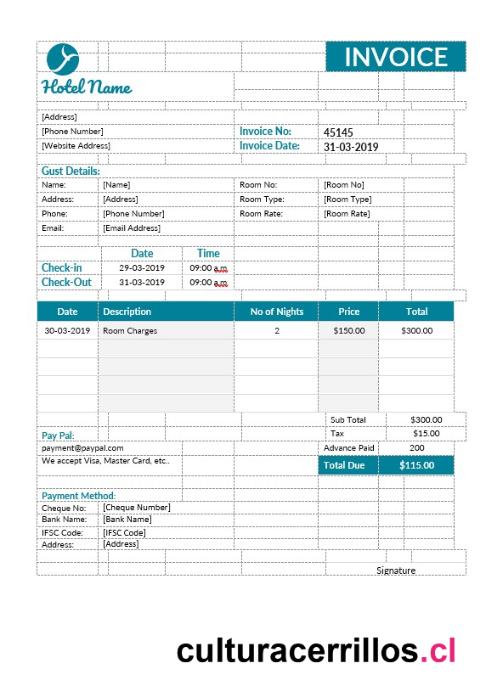 INVOICE
Hotel Name
[Address]
[Phone Number] Invoice No: 45145
[Website Address] Invoice Date: 31-03-2019
Gust Details:
Name: [Name] Room No: [Room No]
Address: [Address] Room Type: [Room Type]
Phone: [Phone Number] Room Rate: [Room Rate]
Email: [Email Address]
Date Time
Check-in 29-03-2019 09:00 a.m
Check-Out 31-03-2019 09:00 a.m
Date Description No of Nights Price Total
30-03-2019 Room Charges 2 $150.00 $300.00
Sub Total $300.00
Pay Pal: Tax $15.00
payment@paypal.com Advance Paid 200
We accept Visa, Master Card, etc.. Total Due $115.00
Payment Method:
Cheque No: [Cheque Number]
Bank Name: [Bank Name]
IFSC Code: [IFSC Code]
Address: [Address]
Signature
culturacerrillos.cl